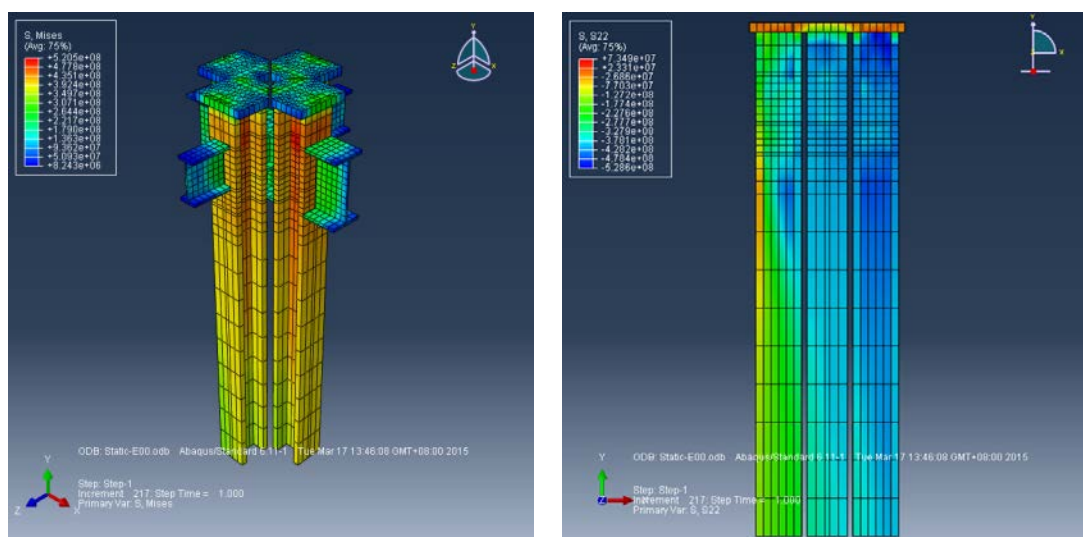 S, Mises
(Avg: 75%)
+5.205e+08
+4.778e+08
+4.351e+08
+3.924e+08
+3.497e+08
+3.071e+08
+2.644e+08
+2.217e+08
+1.790e+08
+1.363e+08
+9.362e+07
+5.093e+07
+8.243e+06
Y
Z
X
ODB: Static-E00.odb Abaqus/Standard 6.11-1 Tue Mar 17 13:46:08 GMT+08:00 2015
Y
Step: Step-1
Increment 217: Step Time = 1.000
Primary Var: S, Mises
Z
X
S, S22
(Avg: 75%)
+7.349e+07
+2.331e+07
-2.686e+07
-7.703e+07
-1.272e+08
-1.774e+08
-2.276e+08
-2.777e+08
-3.279e+08
-3.781e+08
-4.282e+08
-4.784e+08
-5.286e+08
Y
X
ODB: Static-E00.odb Abaqus/Standard 6.11-1 Tue Mar 17 13:46:08 GMT+08:00 2015
Y
Step: Step-1
Z
Increment 217: Step Time = 1.000
Primary Var: S, S22